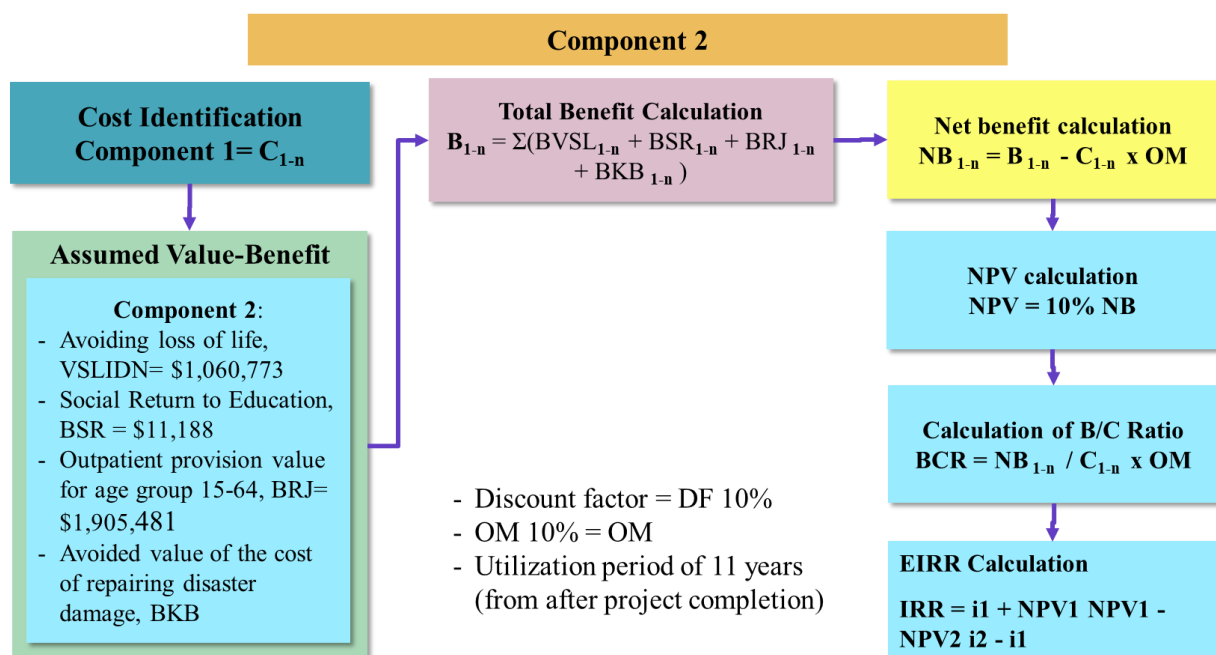 Component 2
Cost Identification
Component 1= C1-n
Assumed Value-Benefit
Component 2:
- Avoiding loss of life,
VSLIDN= $1,060,773
- Social Return to Education,
BSR = $11,188
- Outpatient provision value
for age group 15-64, BRJ=
$1,905,481
- Avoided value of the cost
of repairing disaster
damage, BKB
Total Benefit Calculation
B1-n = Σ(BVSL1-n + BSR1-n + BRJ 1-n
+ BKB 1-n )
- Discount factor = DF 10%
- OM 10% = OM
- Utilization period of 11 years
(from after project completion)
Net benefit calculation
NB 1-n = B 1-n - C 1-n x OM
NPV calculation
NPV = 10% NB
Calculation of B/C Ratio
BCR = NB 1-n / C 1-n x OM
EIRR Calculation
IRR = i1 + NPV1 NPV1 -
NPV2 i2 - i1